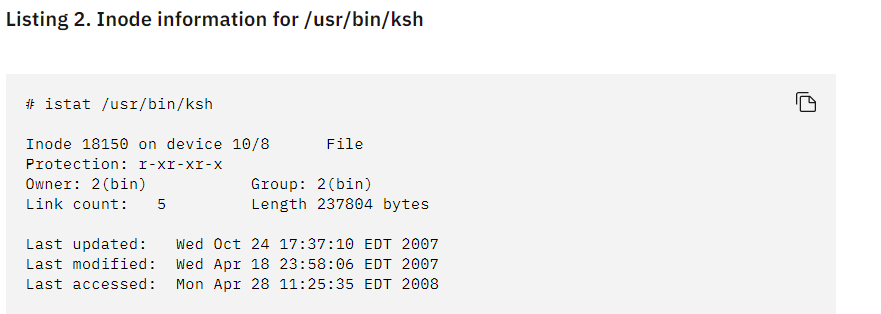 Listing 2. Inode information for /usr/bin/ksh
# istat /usr/bin/ksh
Inode 18150 on device 10/8      File
Protection: r-xr-xr-x
Owner: 2(bin)           Group: 2(bin)
Link count:   5         Length 237804 bytes
Last updated:   Wed Oct 24 17:37:10 EDT 2007
Last modified:  Wed Apr 18 23:58:06 EDT 2007
Last accessed:  Mon Apr 28 11:25:35 EDT 2008